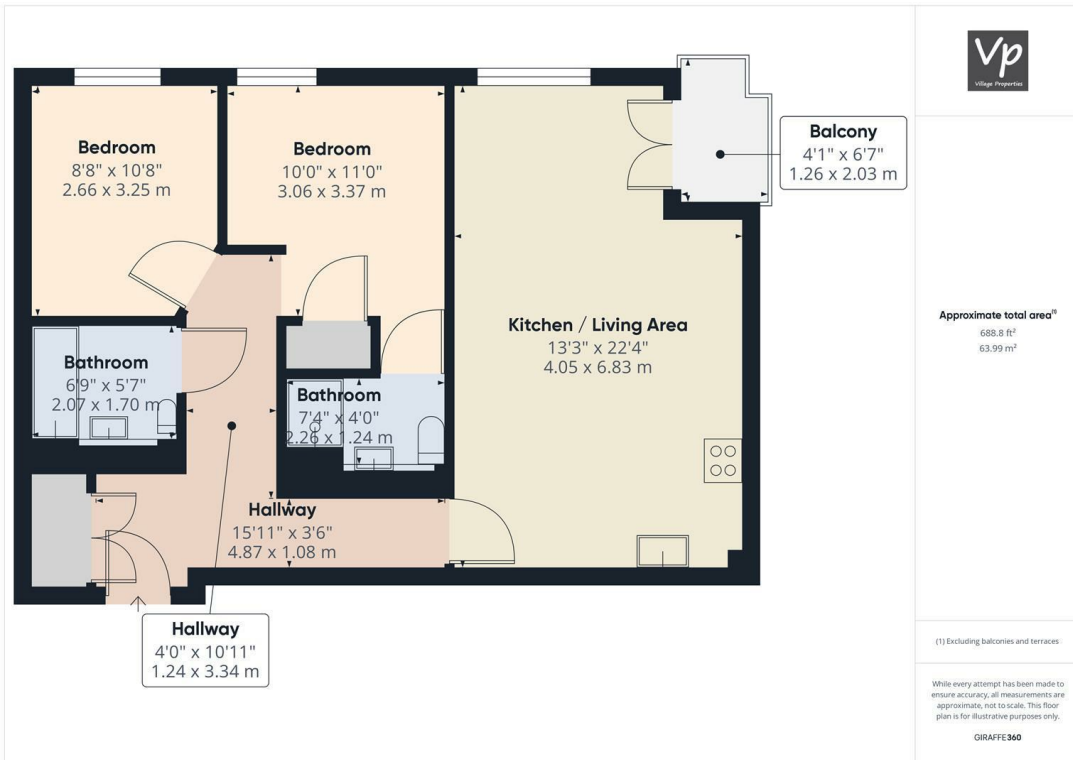 Bedroom
8'8" x 10'8"
2.66 x 3.25 m
Bedroom
10'0" x 11'0"
3.06 x 3.37 m
Balcony
4'1" x 6'7"
1.26 x 2.03 m
Kitchen / Living Area
13'3" x 22'4"
4.05 x 6.83 m
Bathroom
6'9" x 5'7"
2.07 x 1.70 m
Bathroom
7'4" x 4'0"
2.26 x 1.24 m
Hallway
15'11" x 3'6"
4.87 x 1.08 m
Hallway
4'0" x 10'11"
1.24 x 3.34 m
Vp
Village Properties
Approximate total area⁽¹⁾
688.8 ft²
63.99 m²
(1) Excluding balconies and terraces
While every attempt has been made to
ensure accuracy, all measurements are
approximate, not to scale. This floor
plan is for illustrative purposes only.
GIRAFFE360